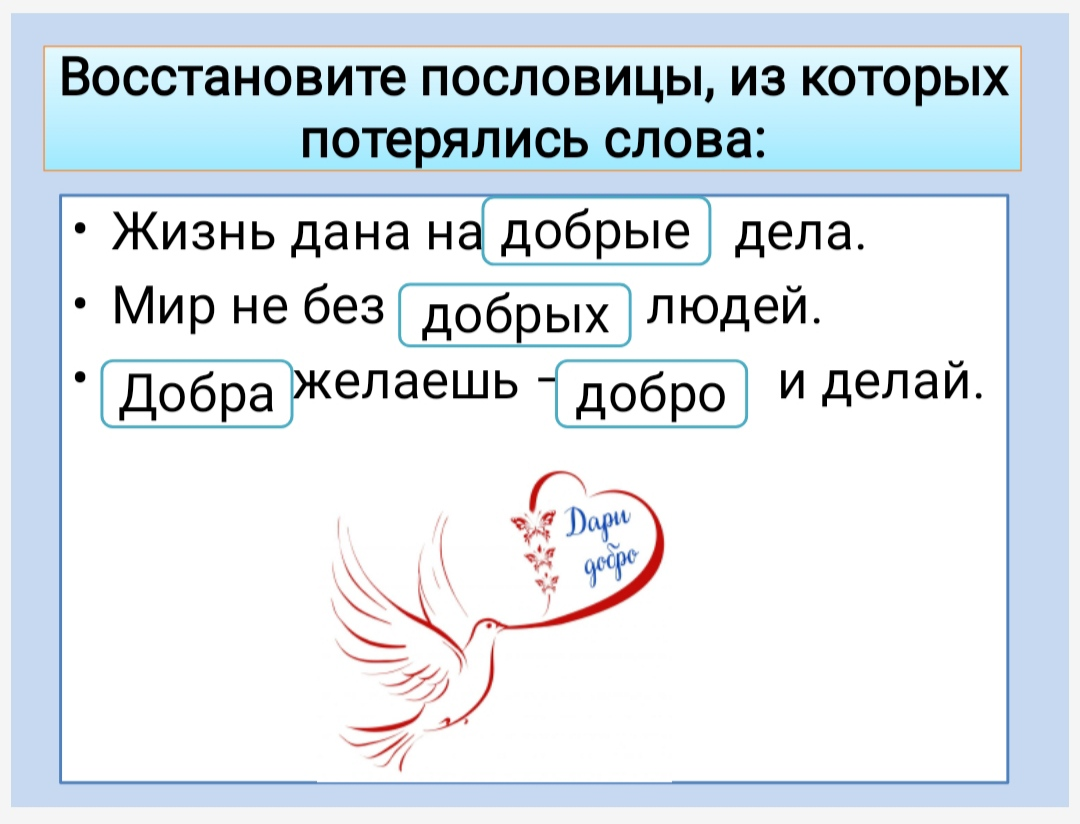 Восстановите пословицы, из которых
потерялись слова:
• Жизнь дана на добрые дела.
• Мир не без добрых людей.
• Добра желаешь – добро и делай.
Дари
добро